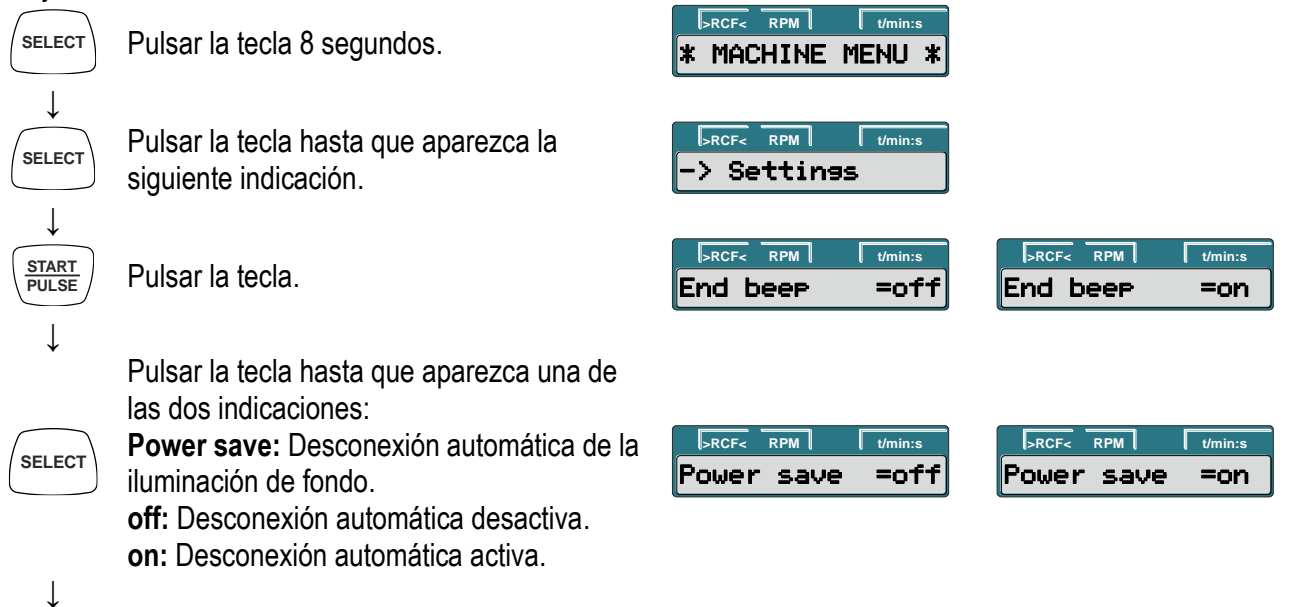 SELECT
Pulsar la tecla 8 segundos.
>RCF< RPM t/min:s
* MACHINE MENU *
↓
SELECT
Pulsar la tecla hasta que aparezca la
siguiente indicación.
>RCF< RPM t/min:s
-> Settings
↓
START
PULSE
Pulsar la tecla.
>RCF< RPM t/min:s
End beep =off
>RCF< RPM t/min:s
End beep =on
↓
SELECT
Pulsar la tecla hasta que aparezca una de
las dos indicaciones:
Power save: Desconexión automática de la
iluminación de fondo.
off: Desconexión automática desactiva.
on: Desconexión automática activa.
>RCF< RPM t/min:s
Power save =off
>RCF< RPM t/min:s
Power save =on
↓